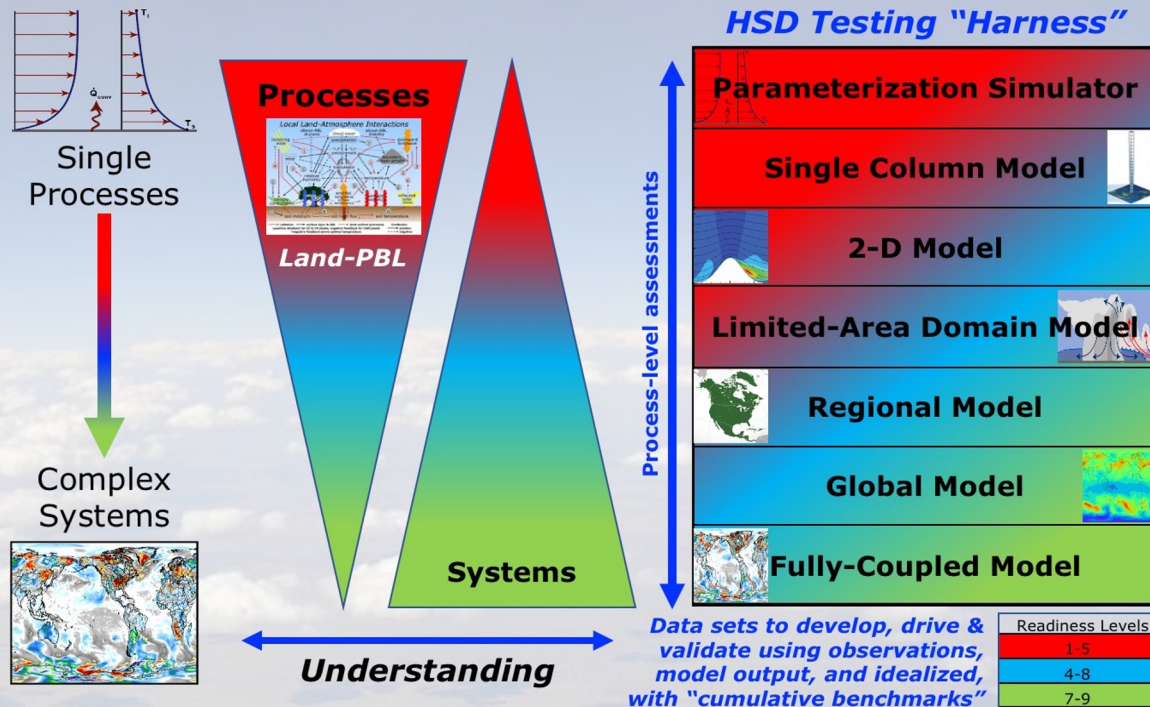 HSD Testing “Harness”
T₁
Single
Processes
Complex
Systems
Processes
Local Land-Atmosphere Interactions
Land-PBL
Systems
Understanding
Process-level assessments
Parameterization Simulator
Single Column Model
2-D Model
Limited-Area Domain Model
Regional Model
Global Model
Fully-Coupled Model
Data sets to develop, drive &
validate using observations,
model output, and idealized,
with “cumulative benchmarks”
Readiness Levels
1-5
4-8
7-9